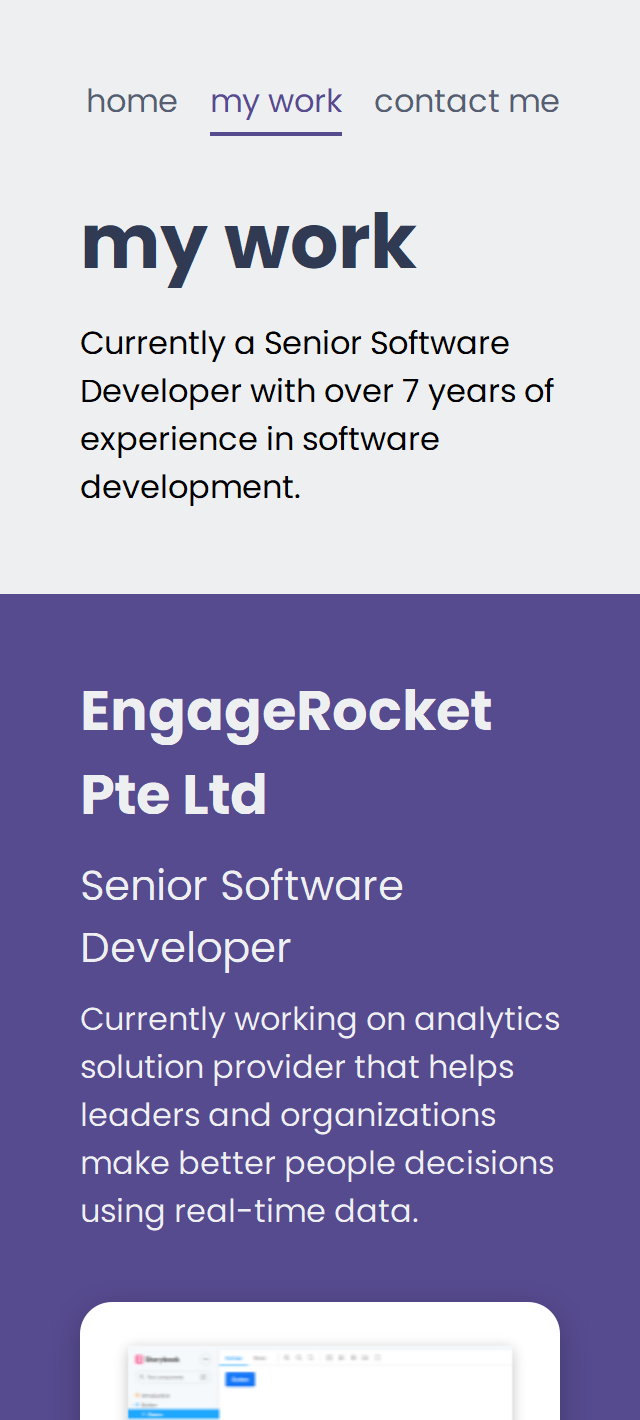 home my work contact me
my work
Currently a Senior Software
Developer with over 7 years of
experience in software
development.
EngageRocket
Pte Ltd
Senior Software
Developer
Currently working on analytics
solution provider that helps
leaders and organizations
make better people decisions
using real-time data.
Storybook